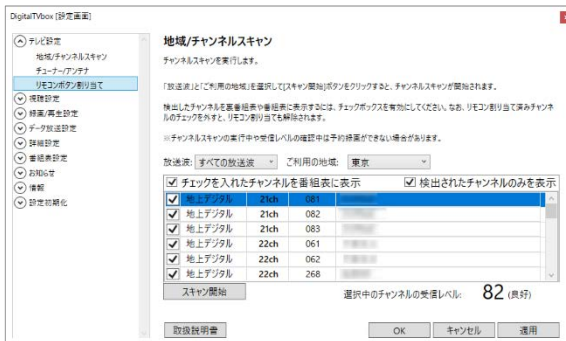 DigitalTVbox [設定画面]
テレビ設定
地域/チャンネルスキャン
チューナー/アンテナ
リモコンボタン割り当て
視聴設定
録画/再生設定
データ放送設定
詳細設定
番組表設定
お知らせ
情報
設定初期化
地域/チャンネルスキャン
チャンネルスキャンを実行します。
「放送波」と「ご利用の地域」を選択して[スキャン開始]ボタンをクリックすると、チャンネルスキャンが開始されます。
検出したチャンネルを裏番組表や番組表に表示するには、チェックボックスを有効にしてください。なお、リモコン割り当て済みチャンネ
ルのチェックを外すと、リモコン割り当ても解除されます。
※チャンネルスキャンの実行中や受信レベルの確認中は予約録画ができない場合があります。
放送波: すべての放送波 ご利用の地域: 東京
チェックを入れたチャンネルを番組表に表示 検出されたチャンネルのみを表示
地上デジタル 21ch 081
地上デジタル 21ch 082
地上デジタル 21ch 083
地上デジタル 22ch 061
地上デジタル 22ch 062
地上デジタル 22ch 268
スキャン開始 選択中のチャンネルの受信レベル: 82 (良好)
取扱説明書 OK キャンセル 適用